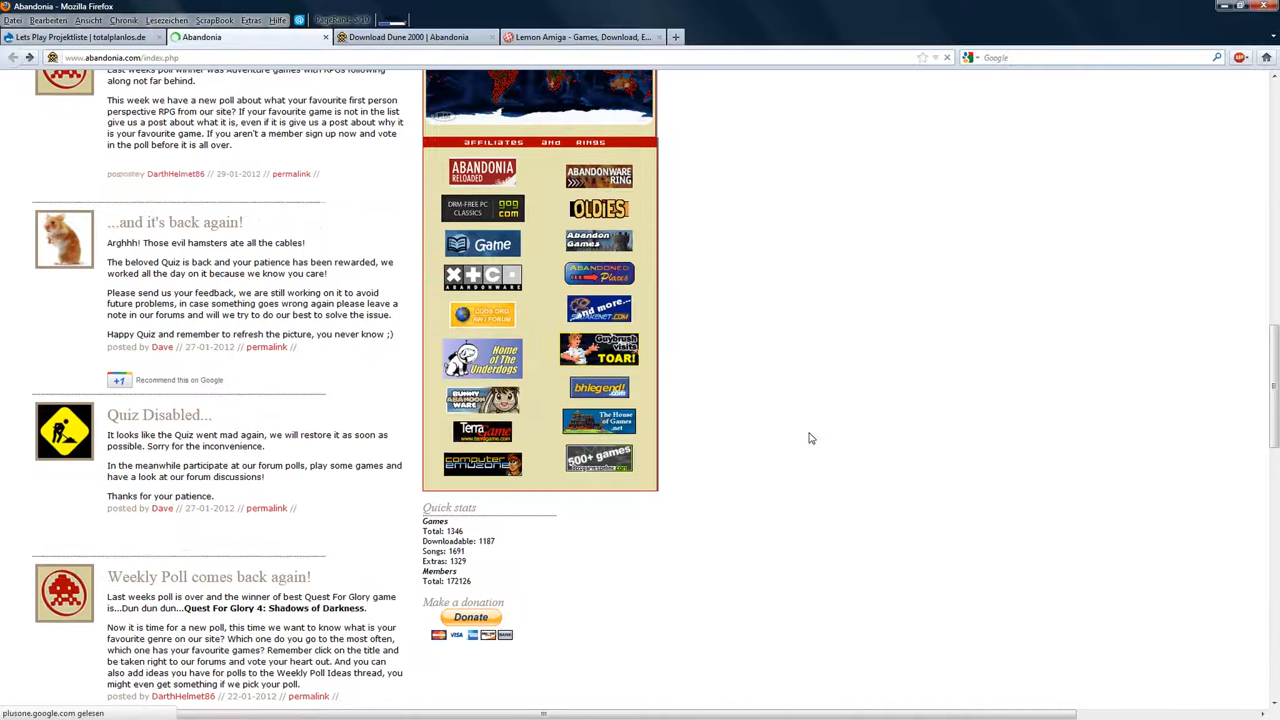 Abandonia - Mozilla Firefox
Datei Bearbeiten Ansicht Chronik Lesezeichen ScrapBook Extras Hilfe PageRank 5/10
Lets Play Projektliste | totalplanlos.de
Abandonia
Download Dune 2000 | Abandonia
Lemon Amiga - Games, Download, E...
www.abandonia.com/index.php
Google
Last weeks poll winner was Adventure games with RPGs following
along not far behind.
This week we have a new poll about what your favourite first person
perspective RPG from our site? If your favourite game is not in the list
give us a post about what it is, even if it is give us a post about why it
is your favourite game. If you aren't a member sign up now and vote
in the poll before it is all over.
DarthHelmet86 // 29-01-2012 // permalink //
...and it's back again!
Arghhh! Those evil hamsters ate all the cables!
The beloved Quiz is back and your patience has been rewarded, we
worked all the day on it because we know you care!
Please send us your feedback, we are still working on it to avoid
future problems, in case something goes wrong again please leave a
note in our forums and will we try to do our best to solve the issue.
Happy Quiz and remember to refresh the picture, you never know ;)
posted by Dave // 27-01-2012 // permalink //
+1 Recommend this on Google
Quiz Disabled...
It looks like the Quiz went mad again, we will restore it as soon as
possible. Sorry for the inconvenience.
In the meanwhile participate at our forum polls, play some games and
have a look at our forum discussions!
Thanks for your patience.
posted by Dave // 27-01-2012 // permalink //
Weekly Poll comes back again!
Last weeks poll is over and the winner of best Quest For Glory game
is...Dun dun dun...Quest For Glory 4: Shadows of Darkness.
Now it is time for a new poll, this time we want to know what is your
favourite genre on our site? Which one do you go to the most often,
which one has your favourite games? Remember click on the title and
be taken right to our forums and vote your heart out. And you can
also add ideas you have for polls to the Weekly Poll Ideas thread, you
might even get something if we pick your poll.
posted by DarthHelmet86 // 22-01-2012 // permalink //
affiliates and rings
ABANDONIA
RELOADED
ABANDONWARE
RING
DRM-FREE PC
CLASSICS
gog
com
OLDIES
Game
Abandon
Games
ABANDONWARE
ABANDONED
Places
AW / FORUM
and more...
Home
of The
Underdogs
Guybrush
visits
TOAR!
BUNNY
ABANDON
WARE
bhlegend!
.com
Terra Game
www.terragame.com
The House
of Games
.net
computer
emuzone
500+ games
Quick stats
Games
Total: 1346
Downloadable: 1187
Songs: 1691
Extras: 1329
Members
Total: 172126
Make a donation
Donate
VISA
plusone.google.com gelesen